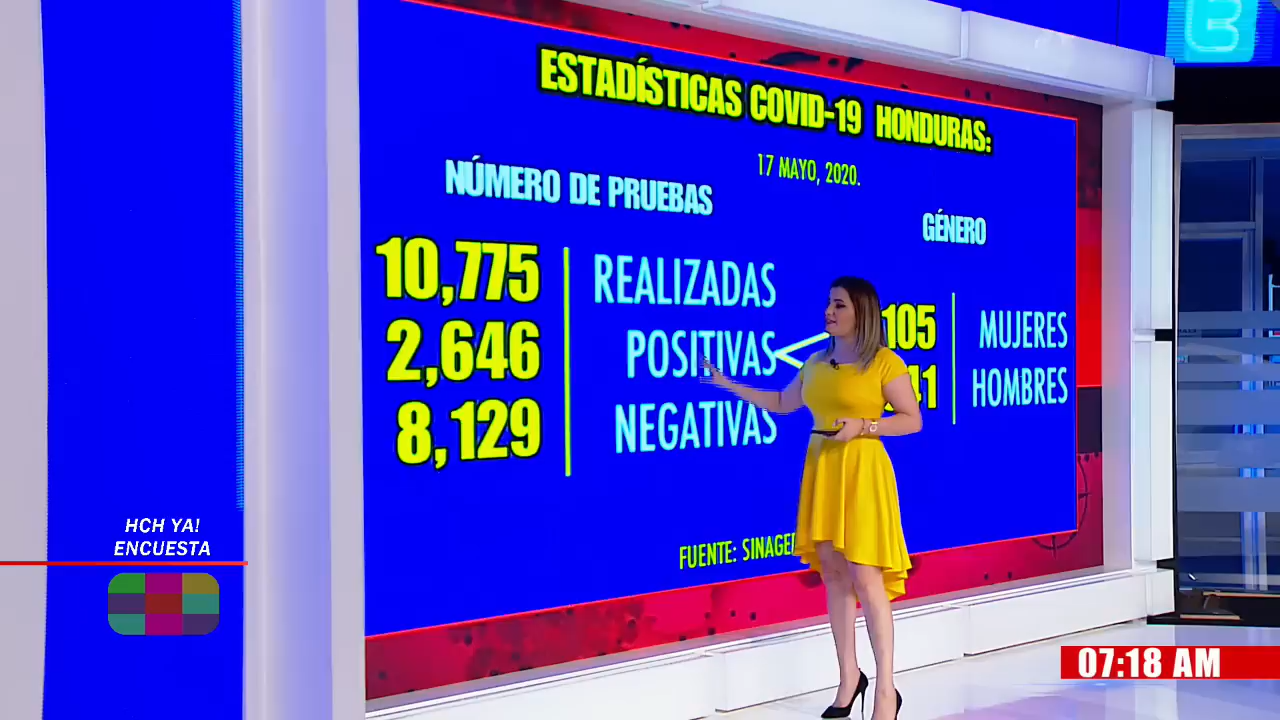 ESTADÍSTICAS COVID-19 HONDURAS:
17 MAYO, 2020.
NÚMERO DE PRUEBAS
10,775 REALIZADAS
2,646 POSITIVAS
8,129 NEGATIVAS
GÉNERO
MUJERES
HOMBRES
FUENTE:
HCH YA!
ENCUESTA
07:18 AM